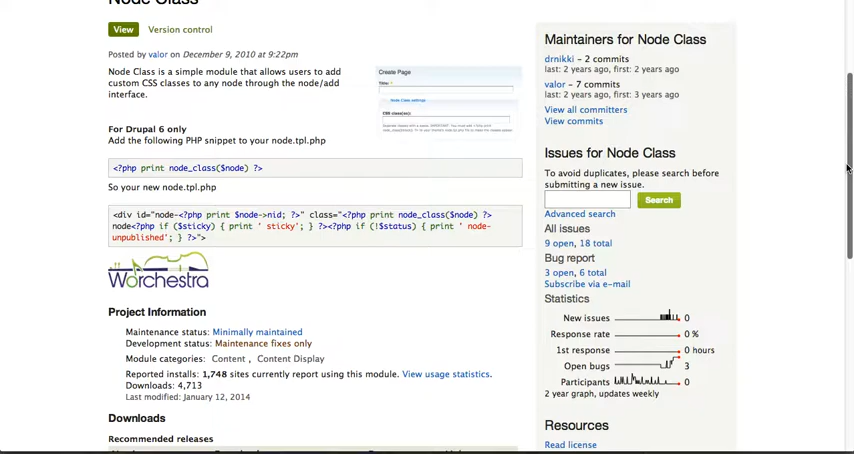 Node Class
View
Version control
Posted by valor on December 9, 2010 at 9:22pm
Node Class is a simple module that allows users to add
custom CSS classes to any node through the node/add
interface.
Create Page
Title: *
Node Class settings
CSS class(es):
For Drupal 6 only
Add the following PHP snippet to your node.tpl.php
<?php print node_class($node) ?>
So your new node.tpl.php
<div id="node-<?php print $node->nid; ?>" class="<?php print node_class($node) ?>
node<?php if ($sticky) { print ' sticky'; } ?><?php if (!$status) { print ' node-
unpublished'; } ?>">
Worchestra
Project Information
Maintenance status: Minimally maintained
Development status: Maintenance fixes only
Module categories: Content , Content Display
Reported installs: 1,748 sites currently report using this module. View usage statistics.
Downloads: 4,713
Last modified: January 12, 2014
Downloads
Recommended releases
Maintainers for Node Class
drnikki - 2 commits
last: 2 years ago, first: 2 years ago
valor - 7 commits
last: 2 years ago, first: 3 years ago
View all committers
View commits
Issues for Node Class
To avoid duplicates, please search before
submitting a new issue.
Search
Advanced search
All issues
9 open, 18 total
Bug report
3 open, 6 total
Subscribe via e-mail
Statistics
New issues 0
Response rate 0 %
1st response 0 hours
Open bugs 3
Participants 0
2 year graph, updates weekly
Resources
Read license